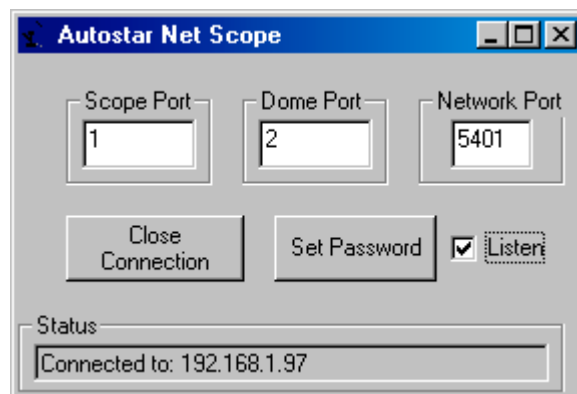 Autostar Net Scope
Scope Port Dome Port Network Port
1 2 5401
Close
Connection
Set Password
Listen
Status
Connected to: 192.168.1.97